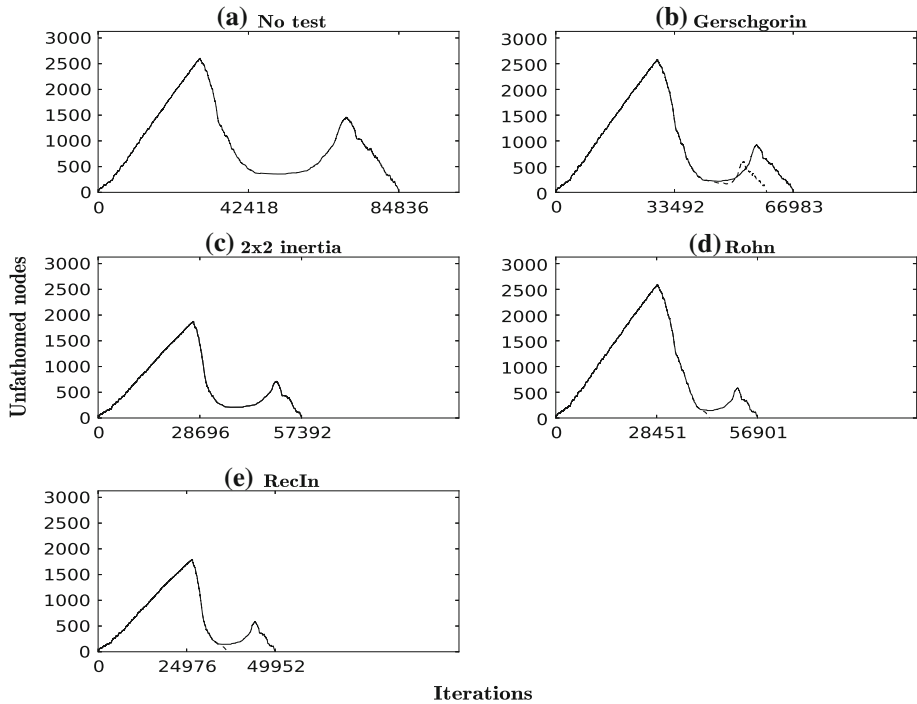 (a) No test
3000
2500
2000
1500
1000
500
0
0 42418 84836
(b) Gerschgorin
3000
2500
2000
1500
1000
500
0
0 33492 66983
(c) 2x2 inertia
3000
2500
2000
1500
1000
500
0
0 28696 57392
(d) Rohn
3000
2500
2000
1500
1000
500
0
0 28451 56901
(e) RecIn
3000
2500
2000
1500
1000
500
0
0 24976 49952
Unfathomed nodes
Iterations